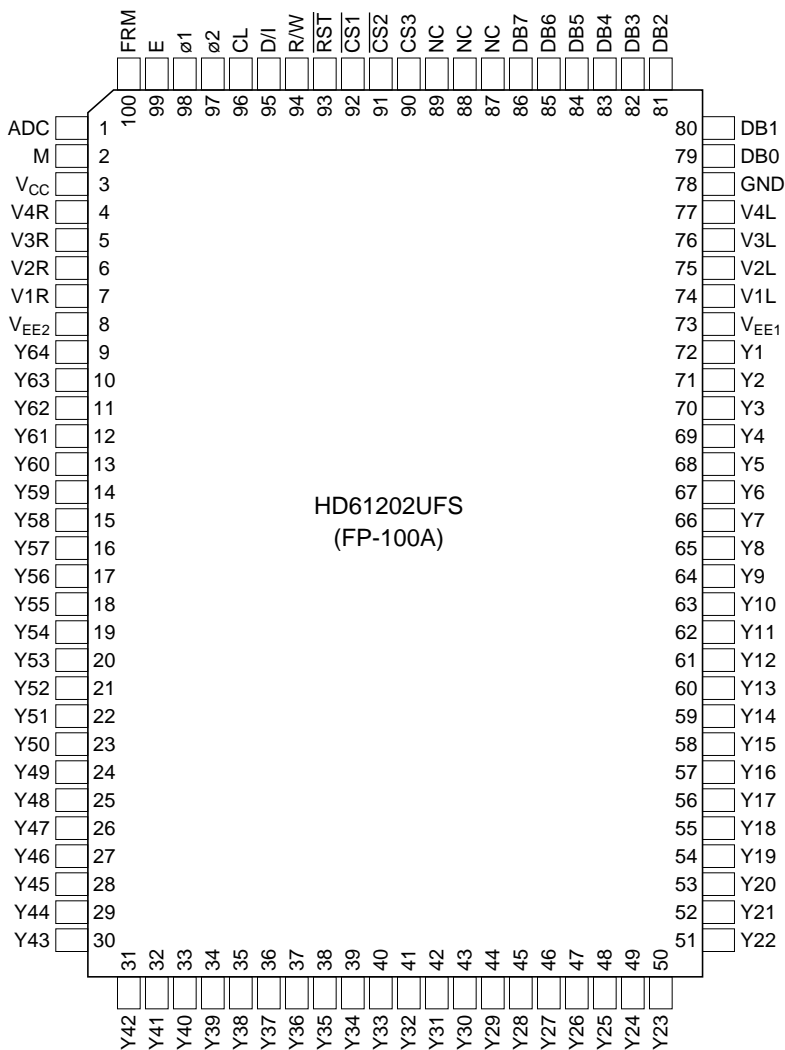 FRM E ø1 ø2 CL D/I R/W RST CS1 CS2 CS3 NC NC NC DB7 DB6 DB5 DB4 DB3 DB2
100 99 98 97 96 95 94 93 92 91 90 89 88 87 86 85 84 83 82 81
ADC 1 80 DB1
M 2 79 DB0
VCC 3 78 GND
V4R 4 77 V4L
V3R 5 76 V3L
V2R 6 75 V2L
V1R 7 74 V1L
VEE2 8 73 VEE1
Y64 9 72 Y1
Y63 10 71 Y2
Y62 11 70 Y3
Y61 12 69 Y4
Y60 13 68 Y5
Y59 14 67 Y6
HD61202UFS
Y58 15 66 Y7
(FP-100A)
Y57 16 65 Y8
Y56 17 64 Y9
Y55 18 63 Y10
Y54 19 62 Y11
Y53 20 61 Y12
Y52 21 60 Y13
Y51 22 59 Y14
Y50 23 58 Y15
Y49 24 57 Y16
Y48 25 56 Y17
Y47 26 55 Y18
Y46 27 54 Y19
Y45 28 53 Y20
Y44 29 52 Y21
Y43 30 51 Y22
31 32 33 34 35 36 37 38 39 40 41 42 43 44 45 46 47 48 49 50
Y42 Y41 Y40 Y39 Y38 Y37 Y36 Y35 Y34 Y33 Y32 Y31 Y30 Y29 Y28 Y27 Y26 Y25 Y24 Y23